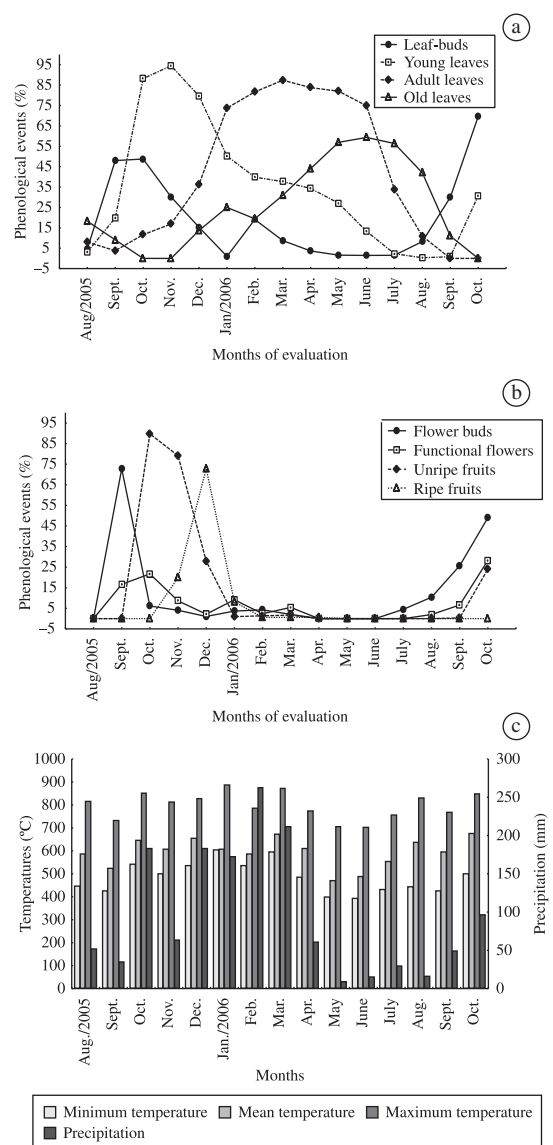 a
Leaf-buds
Young leaves
Adult leaves
Old leaves
Phenological events (%)
95
85
75
65
55
45
35
25
15
5
–5
Aug/2005 Sept. Oct. Nov. Dec. Jan/2006 Feb. Mar. Apr. May June July Aug. Sept. Oct.
Months of evaluation
b
Flower buds
Functional flowers
Unripe fruits
Ripe fruits
Phenological events (%)
95
85
75
65
55
45
35
25
15
5
–5
Aug/2005 Sept. Oct. Nov. Dec. Jan/2006 Feb. Mar. Apr. May June July Aug. Sept. Oct.
Months of evaluation
c
Temperatures (ºC)
1000
900
800
700
600
500
400
300
200
100
0
300
250
200
150
100
50
0
Precipitation (mm)
Aug./2005 Sept. Oct. Nov. Dec. Jan./2006 Feb. Mar. Apr. May June July Aug. Sept. Oct.
Months
Minimum temperature Mean temperature Maximum temperature
Precipitation